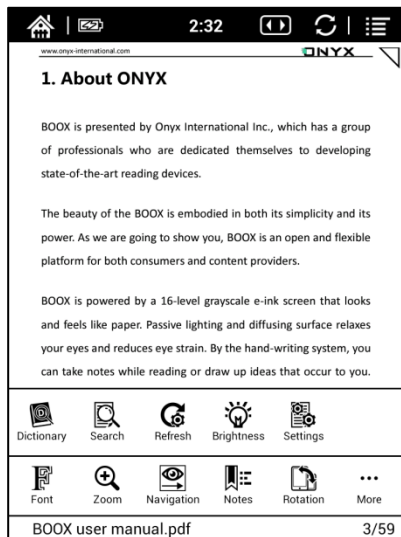 2:32
www.onyx-international.com
ONYX
1. About ONYX
BOOX is presented by Onyx International Inc., which has a group
of professionals who are dedicated themselves to developing
state-of-the-art reading devices.
The beauty of the BOOX is embodied in both its simplicity and its
power. As we are going to show you, BOOX is an open and flexible
platform for both consumers and content providers.
BOOX is powered by a 16-level grayscale e-ink screen that looks
and feels like paper. Passive lighting and diffusing surface relaxes
your eyes and reduces eye strain. By the hand-writing system, you
can take notes while reading or draw up ideas that occur to you.
Dictionary Search Refresh Brightness Settings
Font Zoom Navigation Notes Rotation More
BOOX user manual.pdf 3/59